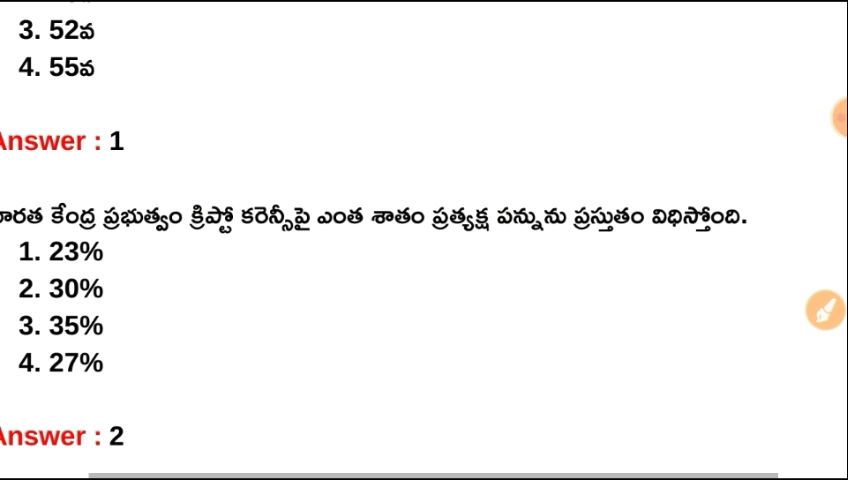 3. 52వ
4. 55వ
Answer : 1
భారత కేంద్ర ప్రభుత్వం క్రిప్టో కరెన్సీపై ఎంత శాతం ప్రత్యక్ష పన్నును ప్రస్తుతం విధిస్తోంది.
1. 23%
2. 30%
3. 35%
4. 27%
Answer : 2